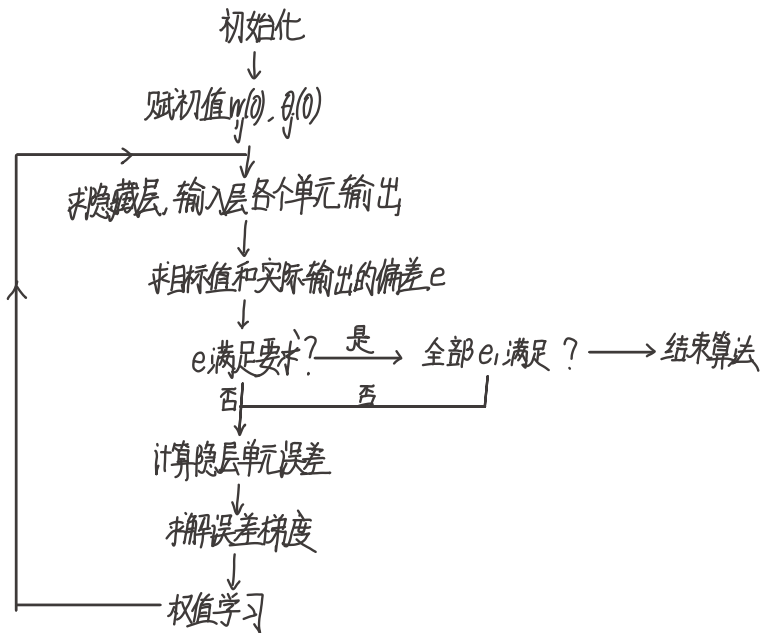 初始化
赋初值wij(0).θj(0)
求隐藏层,输入层各个单元输出
求目标值和实际输出的偏差e
e满足要求?
是
全部ei满足?
结束算法
否
否
计算隐层单元误差
求解误差梯度
权值学习